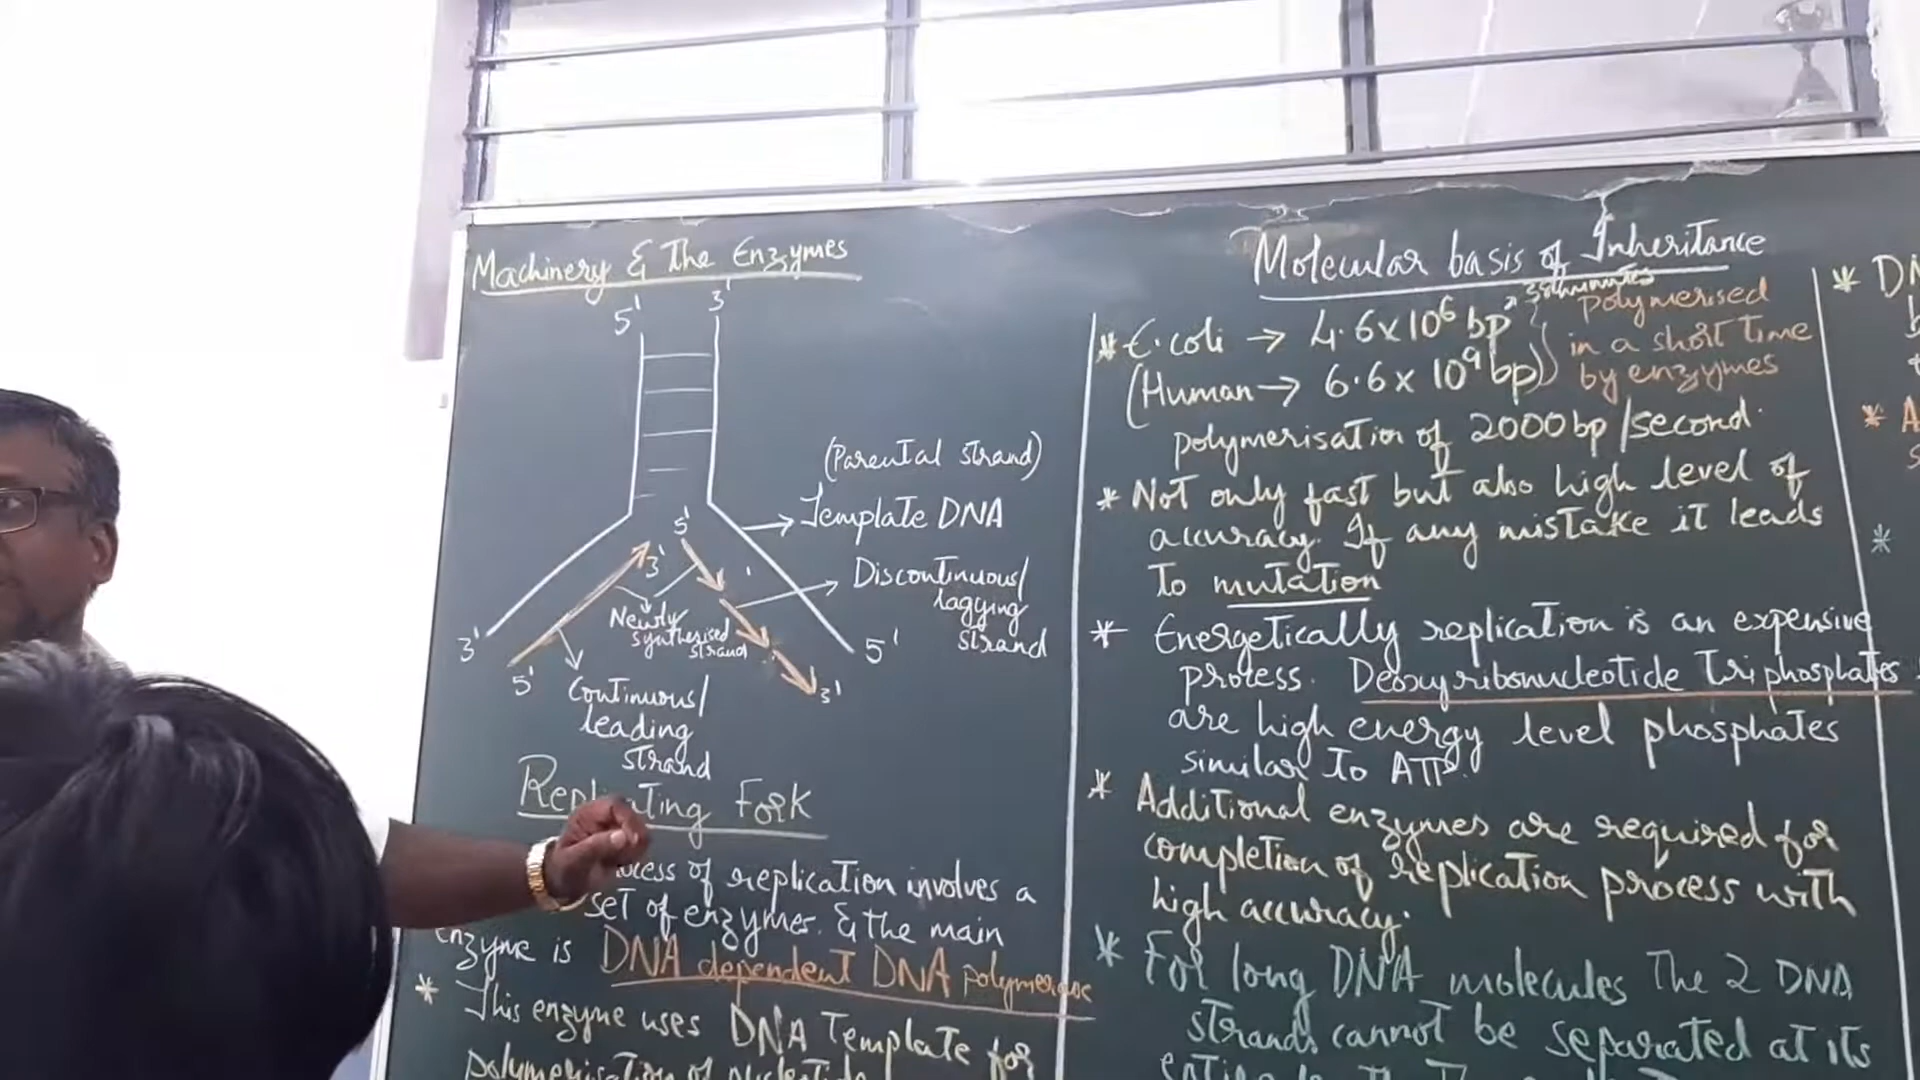 Machinery & The Enzymes
5'
3'
(Parental strand)
Template DNA
5'
3'
Discontinuous/
lagging
strand
Newly
synthesised
strand
3'
5'
5'
3'
Continuous/
leading
strand
Replicating Fork
of replication involves a
set of enzymes. & the main
enzyme is DNA dependent DNA polymerase
* This enzyme uses DNA Template for
polymerisation of
Molecular basis of Inheritance
* E.coli → 4.6x10⁶ bp
(Human → 6.6 x 10⁹ bp)
polymerised
in a short time
by enzymes
polymerisation of 2000bp/second.
* Not only fast but also high level of
accuracy. If any mistake it leads
to mutation
* Energetically replication is an expensive
process. Deoxyribonucleotide triphosphates
are high energy level phosphates
similar to ATP.
* Additional enzymes are required for
completion of replication process with
high accuracy.
* For long DNA molecules The 2 DNA
strands cannot be separated at its
*
*
*